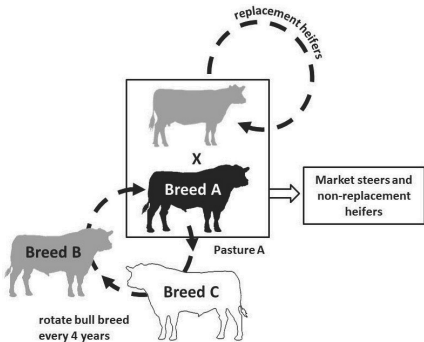 replacement heifers
X
Breed A
Market steers and
non-replacement
heifers
Pasture A
Breed B
Breed C
rotate bull breed
every 4 years